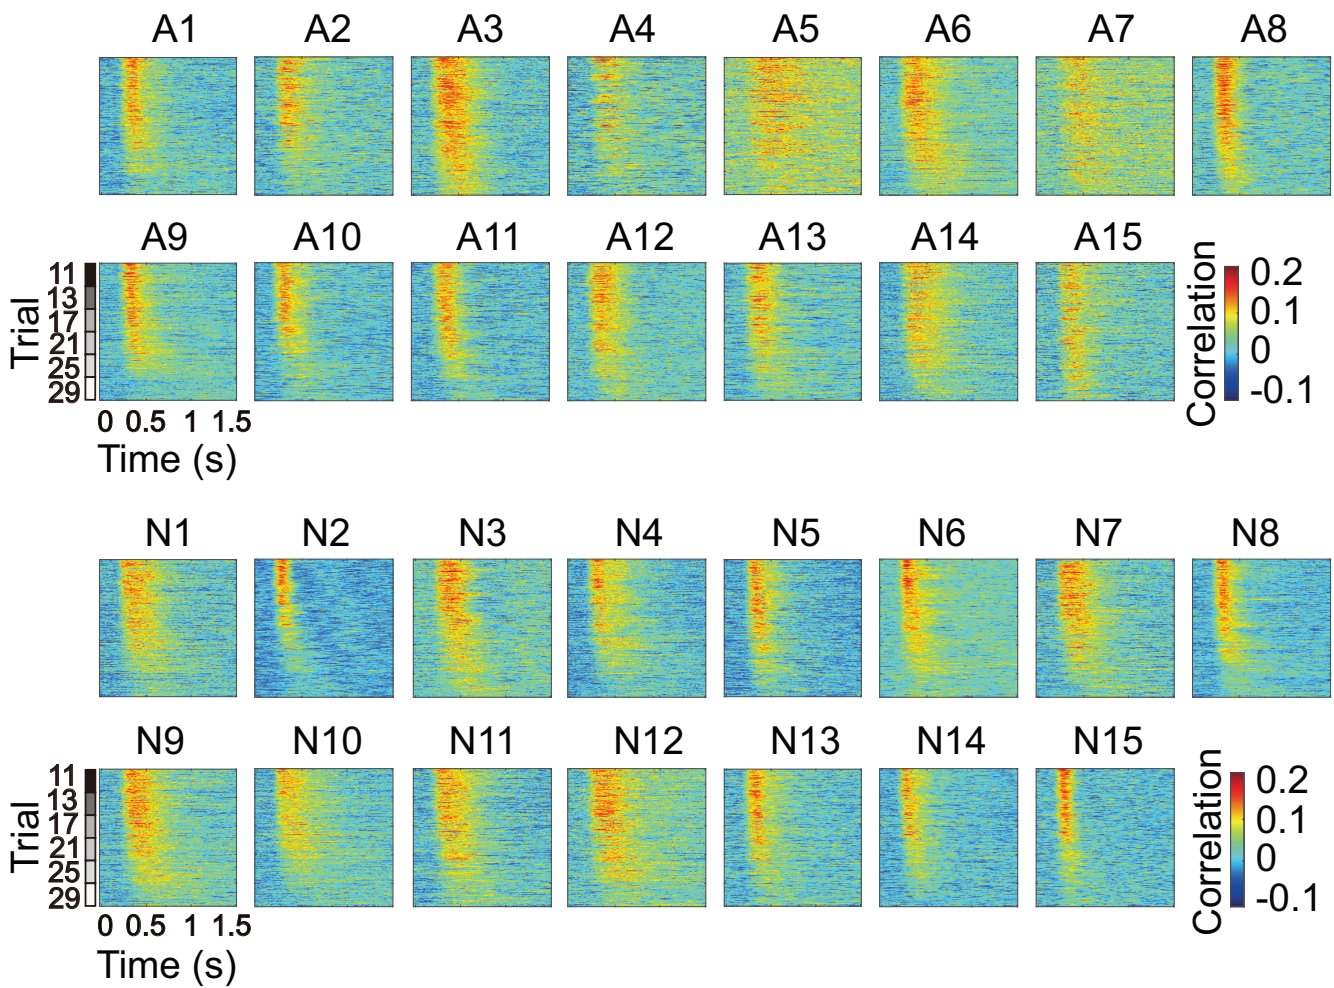 A1 A2 A3 A4 A5 A6 A7 A8
A9 A10 A11 A12 A13 A14 A15
Trial
11
13
17
21
25
29
0 0.5 1 1.5
Time (s)
Correlation
0.2
0.1
0
-0.1
N1 N2 N3 N4 N5 N6 N7 N8
N9 N10 N11 N12 N13 N14 N15
Trial
11
13
17
21
25
29
0 0.5 1 1.5
Time (s)
Correlation
0.2
0.1
0
-0.1